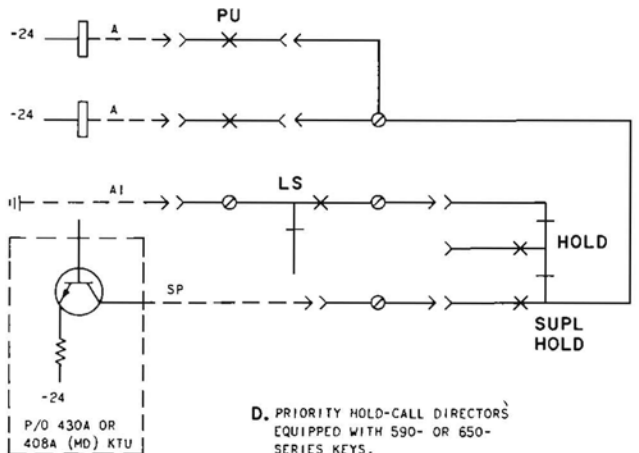 PU
-24 A
-24 A
A1 LS
HOLD
SP
SUPL
HOLD
-24
P/O 430A OR
408A (MD) KTU
D. PRIORITY HOLD-CALL DIRECTORS
EQUIPPED WITH 590- OR 650-
SERIES KEYS.